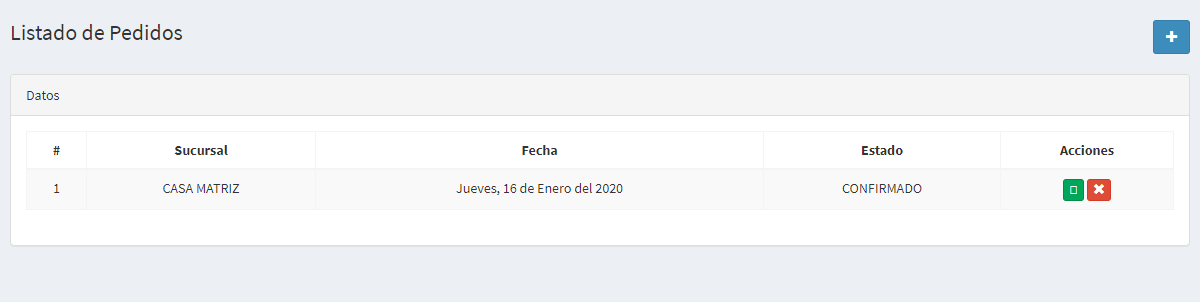 Listado de Pedidos
Datos
# Sucursal Fecha Estado Acciones
1 CASA MATRIZ Jueves, 16 de Enero del 2020 CONFIRMADO